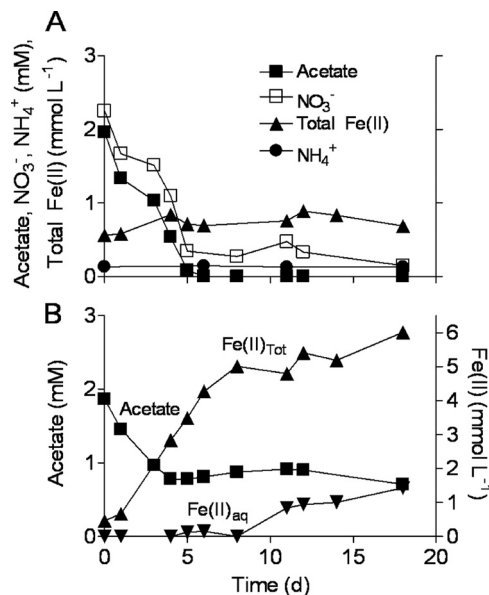 A
Acetate, NO₃⁻, NH₄⁺ (mM),
Total Fe(II) (mmol L⁻¹)
3
2
1
0
Acetate
NO₃⁻
Total Fe(II)
NH₄⁺
B
Acetate (mM)
3
2
1
0
Fe(II)Tot
Acetate
Fe(II)aq
6
5
4
3
2
1
0
Fe(II) (mmol L⁻¹)
0 5 10 15 20
Time (d)